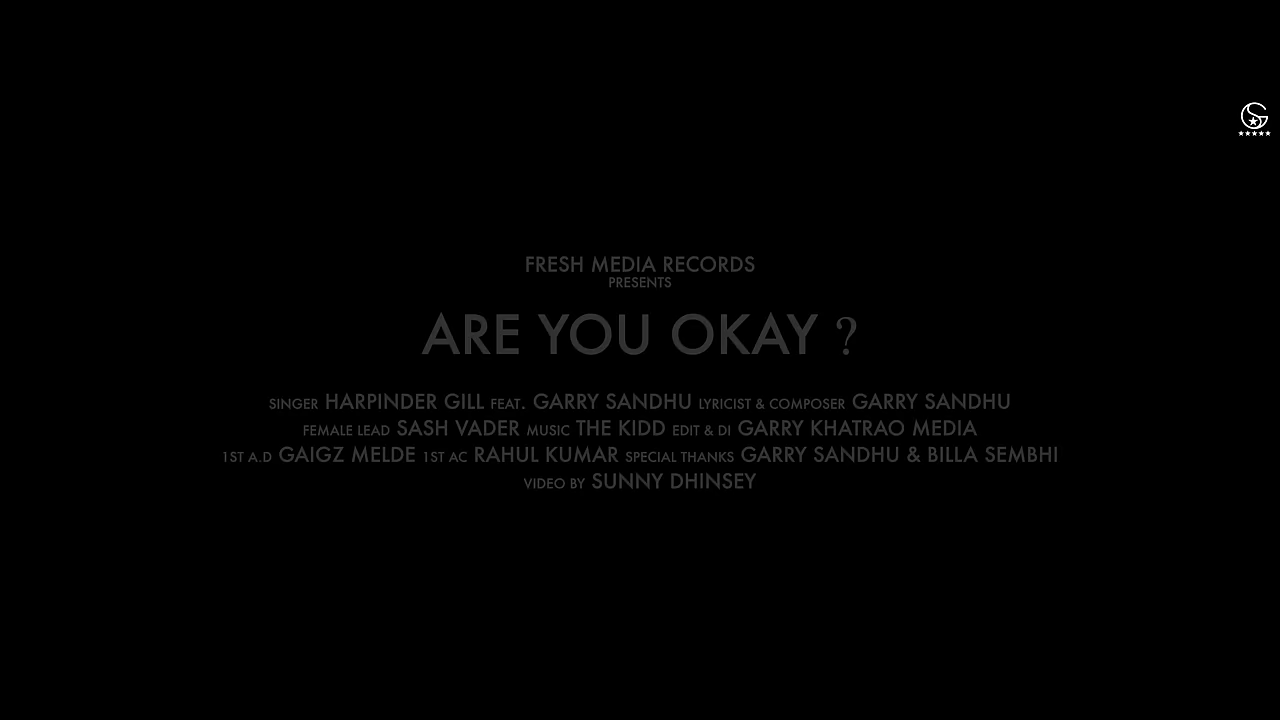 FRESH MEDIA RECORDS
PRESENTS
ARE YOU OKAY ?
SINGER HARPINDER GILL FEAT. GARRY SANDHU LYRICIST & COMPOSER GARRY SANDHU
FEMALE LEAD SASH VADER MUSIC THE KIDD EDIT & DI GARRY KHATRAO MEDIA
1ST A.D GAIGZ MELDE 1ST AC RAHUL KUMAR SPECIAL THANKS GARRY SANDHU & BILLA SEMBHI
VIDEO BY SUNNY DHINSEY